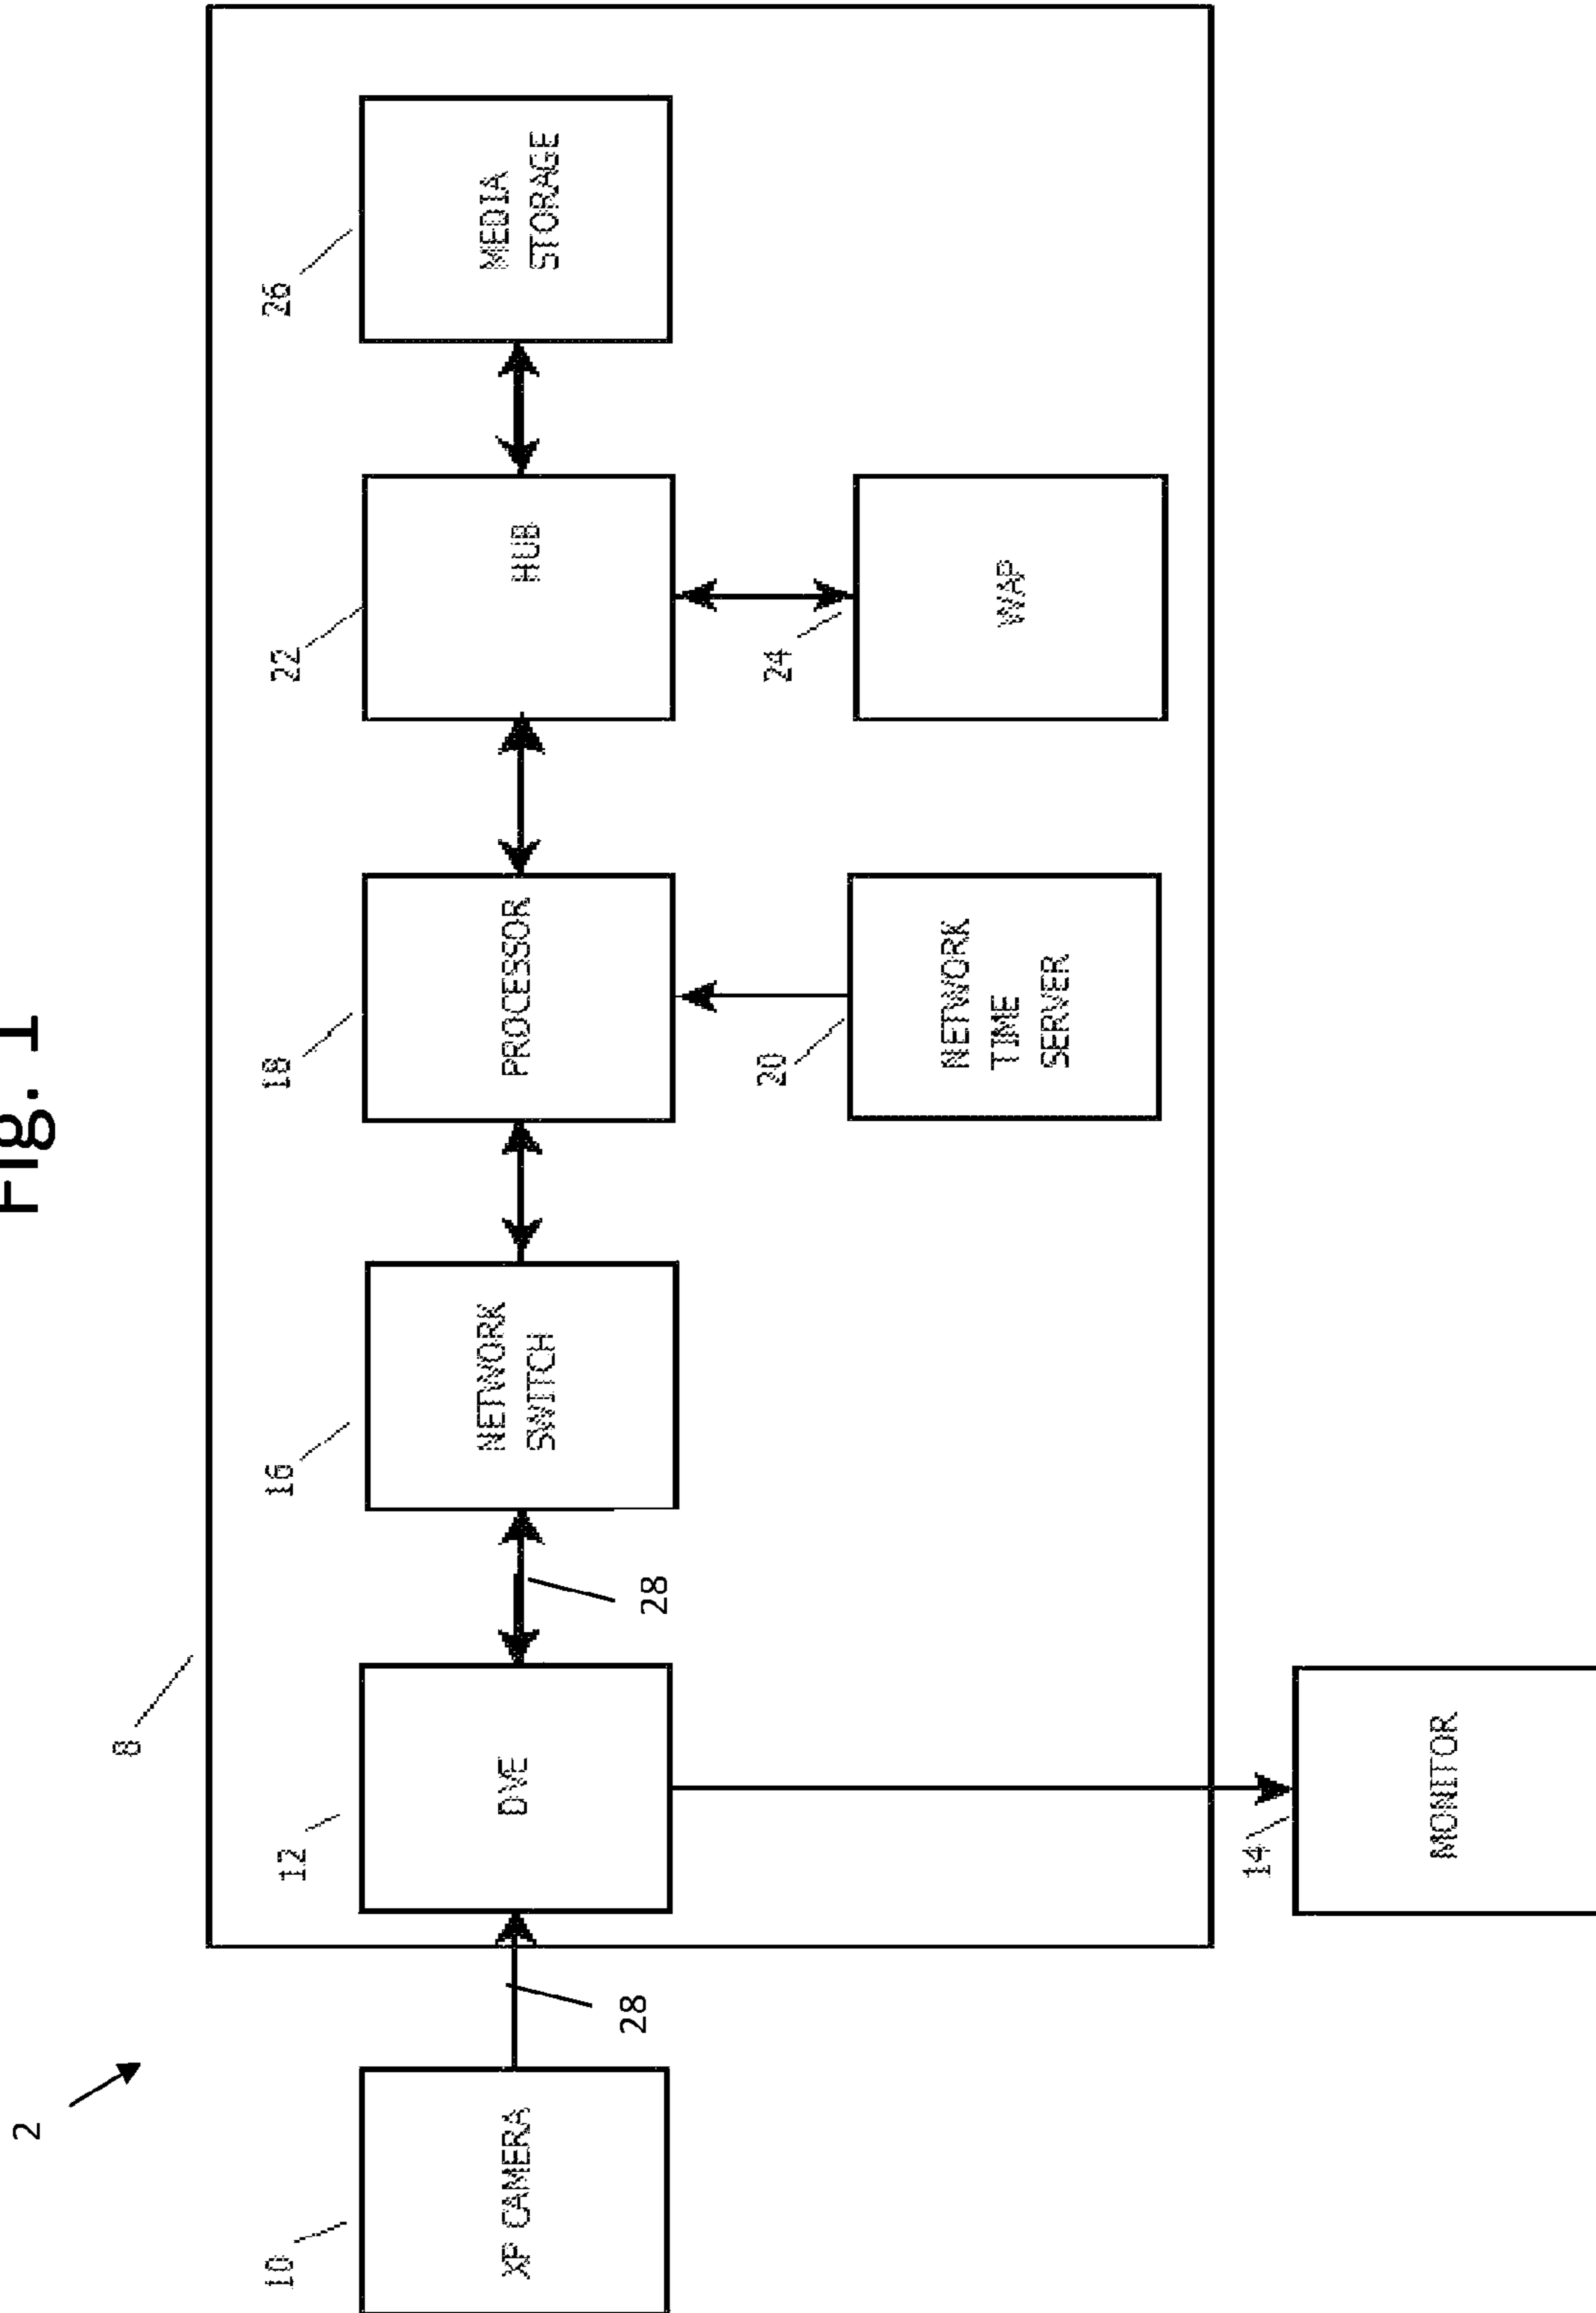 Fig. 1
2
8
10
XP CAMERA
28
12
DVE
14
MONITOR
28
16
NETWORK
SWITCH
18
PROCESSOR
20
NETWORK
TIME
SERVER
22
HUB
24
WAP
26
MEDIA
STORAGE